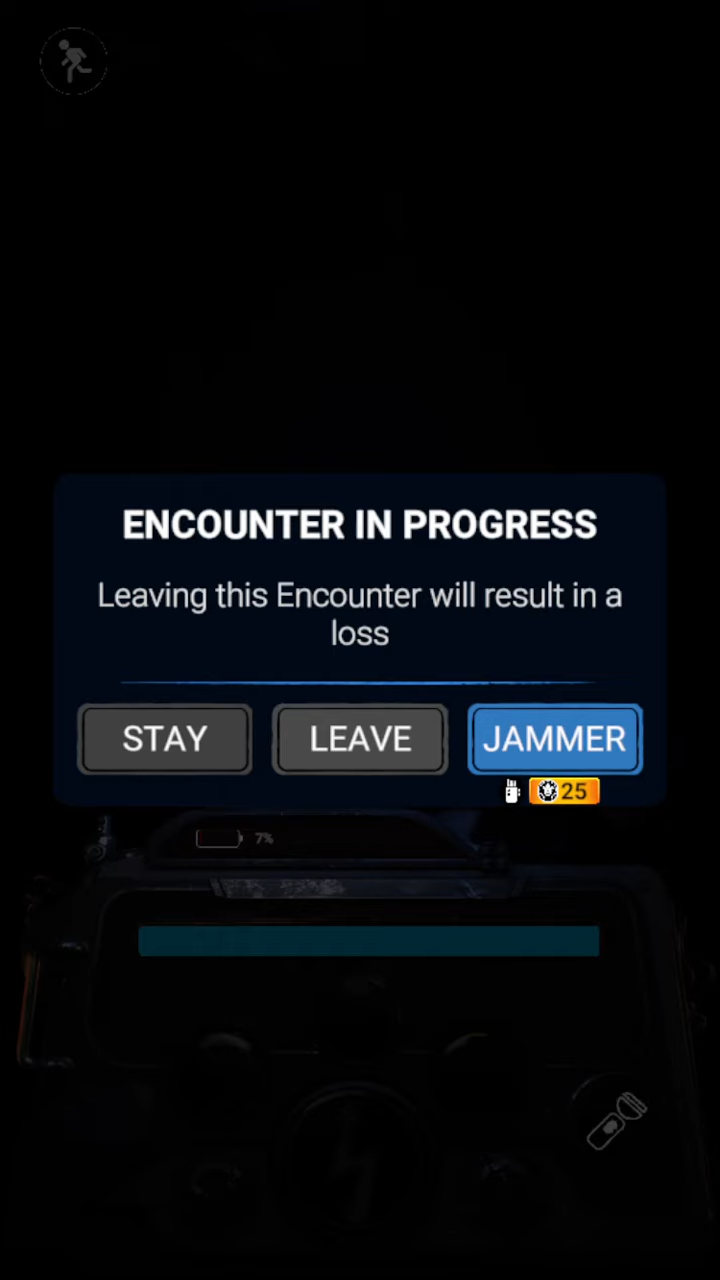 ENCOUNTER IN PROGRESS
Leaving this Encounter will result in a
loss
STAY
LEAVE
JAMMER
25
7%